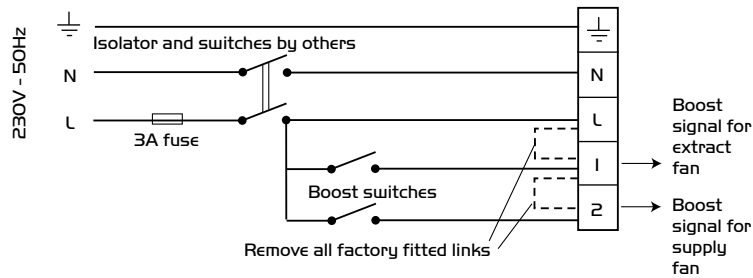 230V - 50Hz
Isolator and switches by others
N
N
L
3A fuse
L
Boost
signal for
extract
fan
1
Boost switches
2
Boost
signal for
supply
fan
Remove all factory fitted links